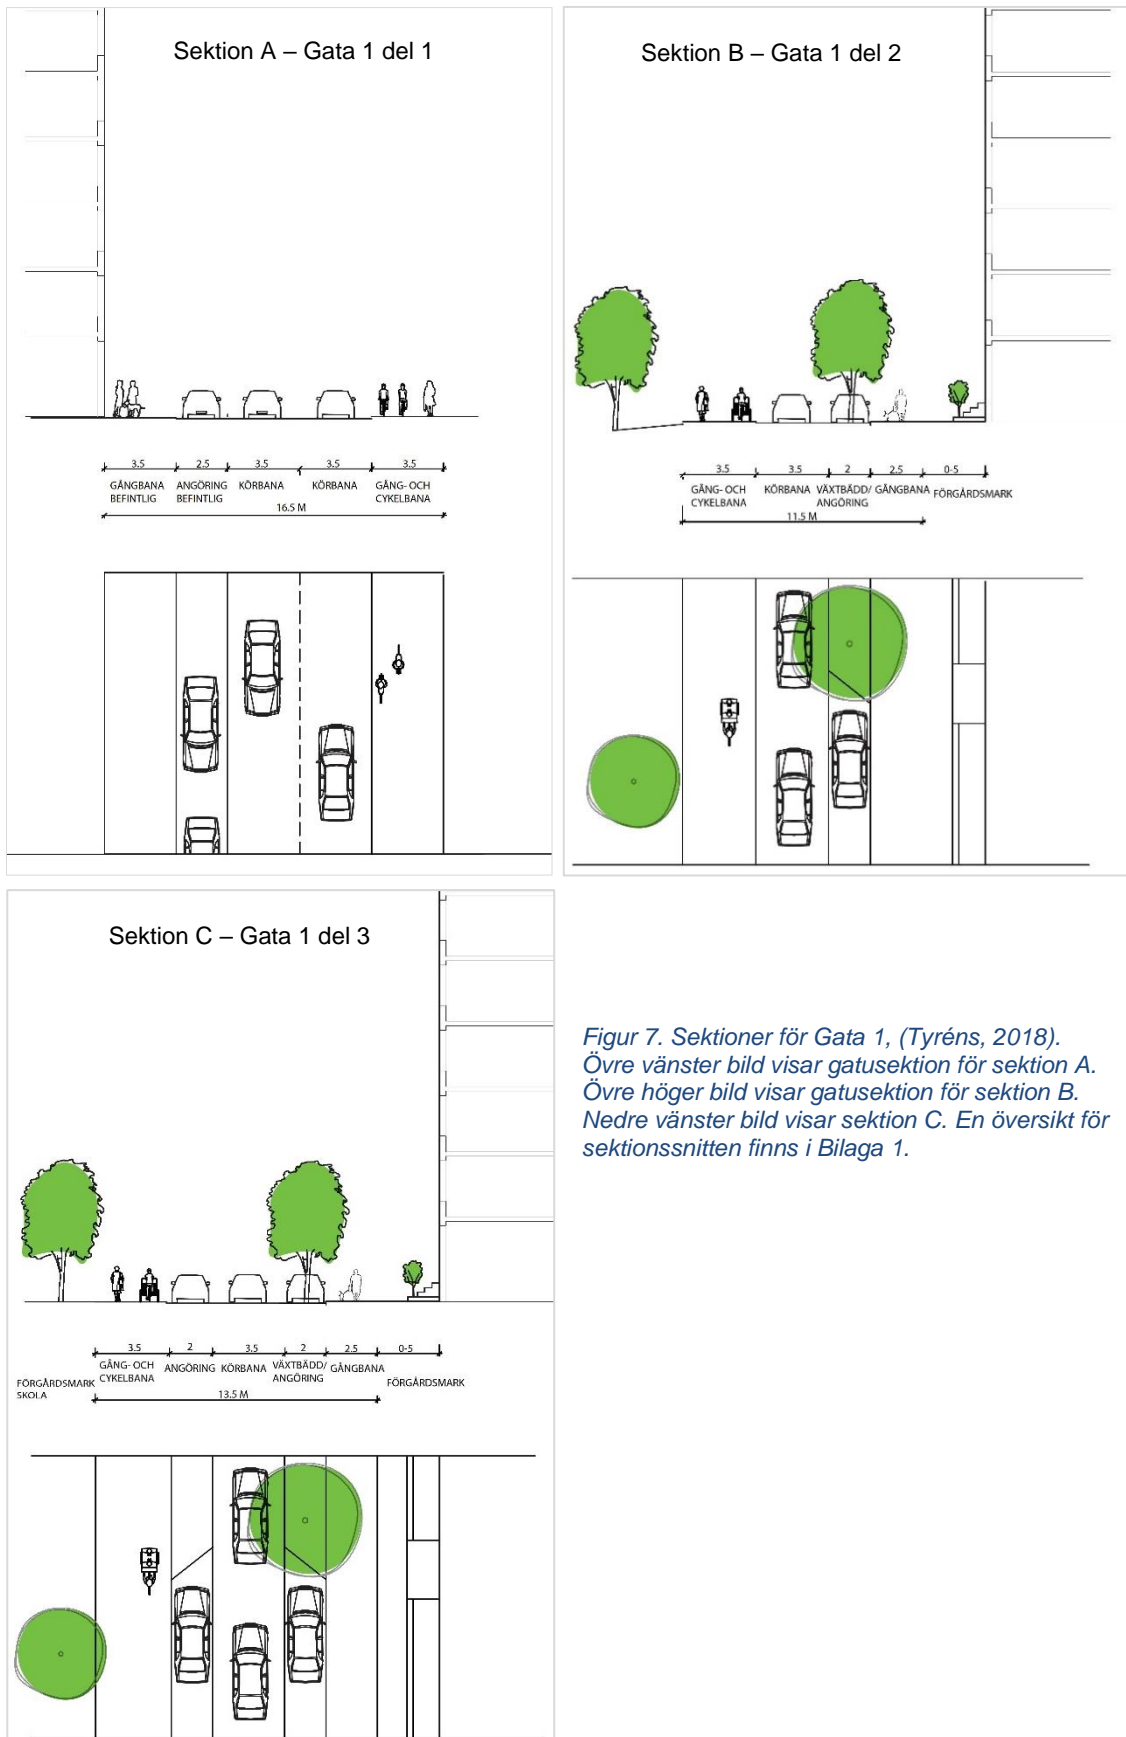 Sektion A – Gata 1 del 1
3.5 2.5 3.5 3.5 3.5
GÅNGBANA ANGÖRING KÖRBANA KÖRBANA GÅNG- OCH
BEFINTLIG BEFINTLIG CYKELBANA
16.5 M
Sektion B – Gata 1 del 2
3.5 3.5 2 2.5 0-5
GÅNG- OCH KÖRBANA VÄXTBÄDD/ GÅNGBANA FÖRGÅRDSMARK
CYKELBANA ANGÖRING
11.5 M
Sektion C – Gata 1 del 3
3.5 2 3.5 2 2.5 0-5
GÅNG- OCH ANGÖRING KÖRBANA VÄXTBÄDD/ GÅNGBANA
FÖRGÅRDSMARK CYKELBANA ANGÖRING FÖRGÅRDSMARK
SKOLA
13.5 M
Figur 7. Sektioner för Gata 1, (Tyréns, 2018).
Övre vänster bild visar gatusektion för sektion A.
Övre höger bild visar gatusektion för sektion B.
Nedre vänster bild visar sektion C. En översikt för
sektionssnitten finns i Bilaga 1.